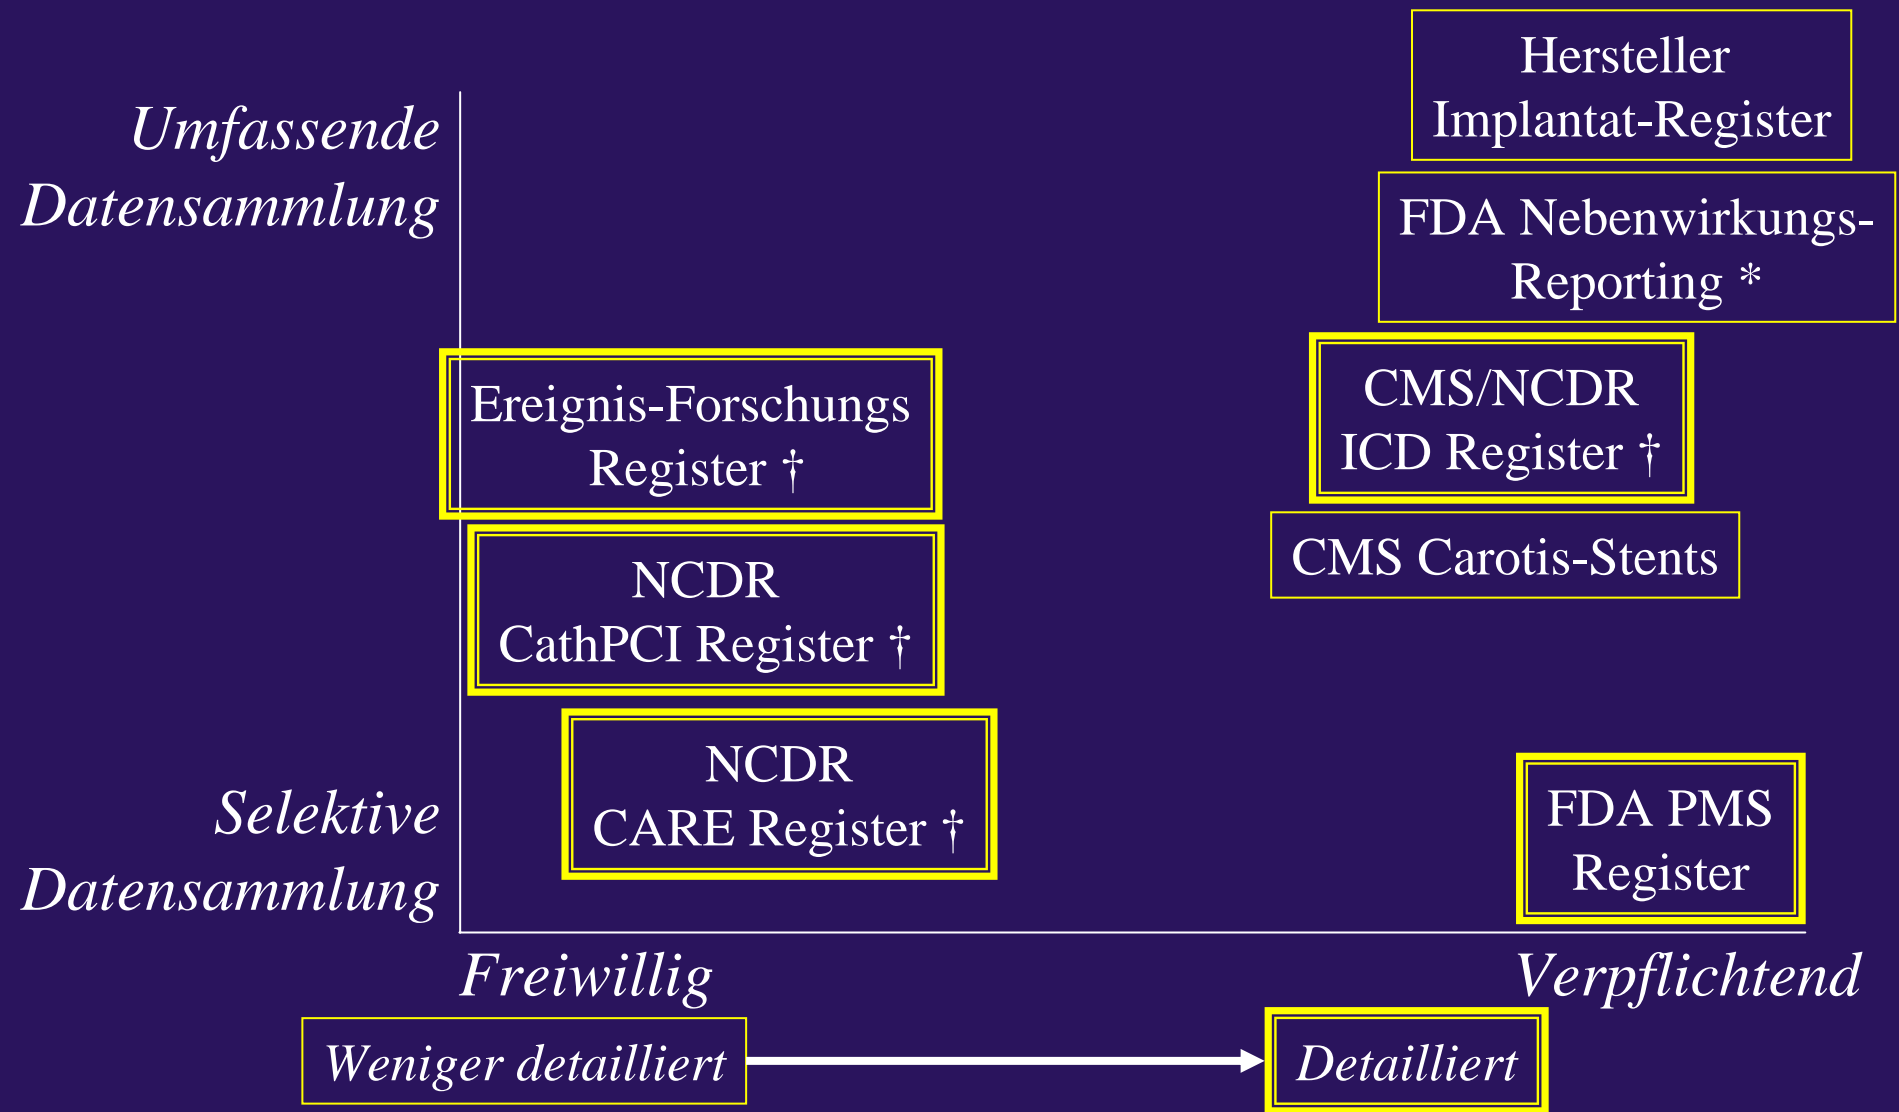 Hersteller
Implantat-Register
Umfassende
Datensammlung
FDA Nebenwirkungs-
Reporting *
Ereignis-Forschungs
Register †
CMS/NCDR
ICD Register †
CMS Carotis-Stents
NCDR
CathPCI Register †
NCDR
CARE Register †
Selektive
Datensammlung
FDA PMS
Register
Freiwillig
Verpflichtend
Weniger detailliert
Detailliert